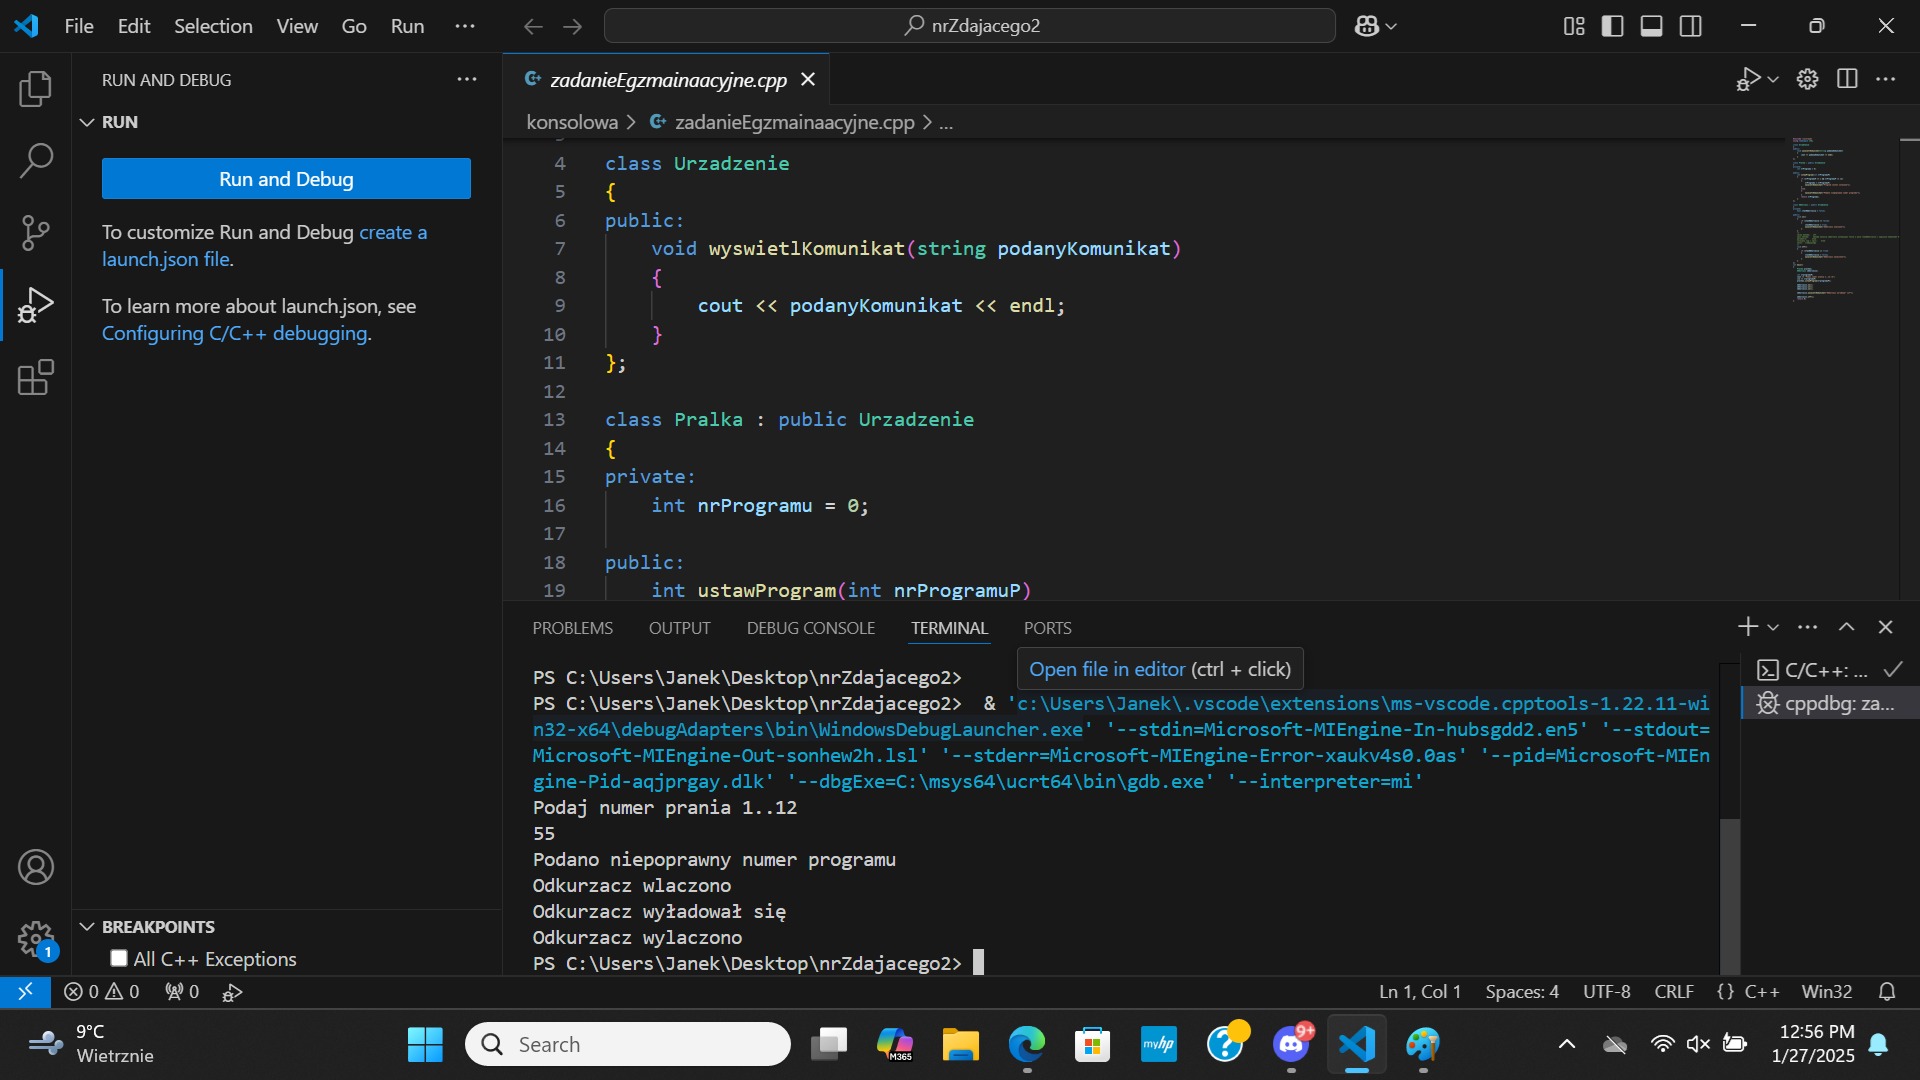 File Edit Selection View Go Run ···
nrZdajacego2
RUN AND DEBUG
RUN
Run and Debug
To customize Run and Debug create a
launch.json file.
To learn more about launch.json, see
Configuring C/C++ debugging.
BREAKPOINTS
All C++ Exceptions
zadanieEgzmainaacyjne.cpp
konsolowa > zadanieEgzmainaacyjne.cpp > ...
4 class Urzadzenie
5 {
6 public:
7 void wyswietlKomunikat(string podanyKomunikat)
8 {
9 cout << podanyKomunikat << endl;
10 }
11 };
12
13 class Pralka : public Urzadzenie
14 {
15 private:
16 int nrProgramu = 0;
17
18 public:
19 int ustawProgram(int nrProgramuP)
PROBLEMS OUTPUT DEBUG CONSOLE TERMINAL PORTS
Open file in editor (ctrl + click)
PS C:\Users\Janek\Desktop\nrZdajacego2>
PS C:\Users\Janek\Desktop\nrZdajacego2> & 'c:\Users\Janek\.vscode\extensions\ms-vscode.cpptools-1.22.11-wi
n32-x64\debugAdapters\bin\WindowsDebugLauncher.exe' '--stdin=Microsoft-MIEngine-In-hubsgdd2.en5' '--stdout=
Microsoft-MIEngine-Out-sonhew2h.lsl' '--stderr=Microsoft-MIEngine-Error-xaukv4s0.0as' '--pid=Microsoft-MIEn
gine-Pid-aqjprgay.dlk' '--dbgExe=C:\msys64\ucrt64\bin\gdb.exe' '--interpreter=mi'
Podaj numer prania 1..12
55
Podano niepoprawny numer programu
Odkurzacz wlaczono
Odkurzacz wyładował się
Odkurzacz wylaczono
PS C:\Users\Janek\Desktop\nrZdajacego2>
C/C++: ...
cppdbg: za...
1
0 0 0
Ln 1, Col 1 Spaces: 4 UTF-8 CRLF {} C++ Win32
9°C
Wietrznie
Search
M365
myhp
9+
12:56 PM
1/27/2025